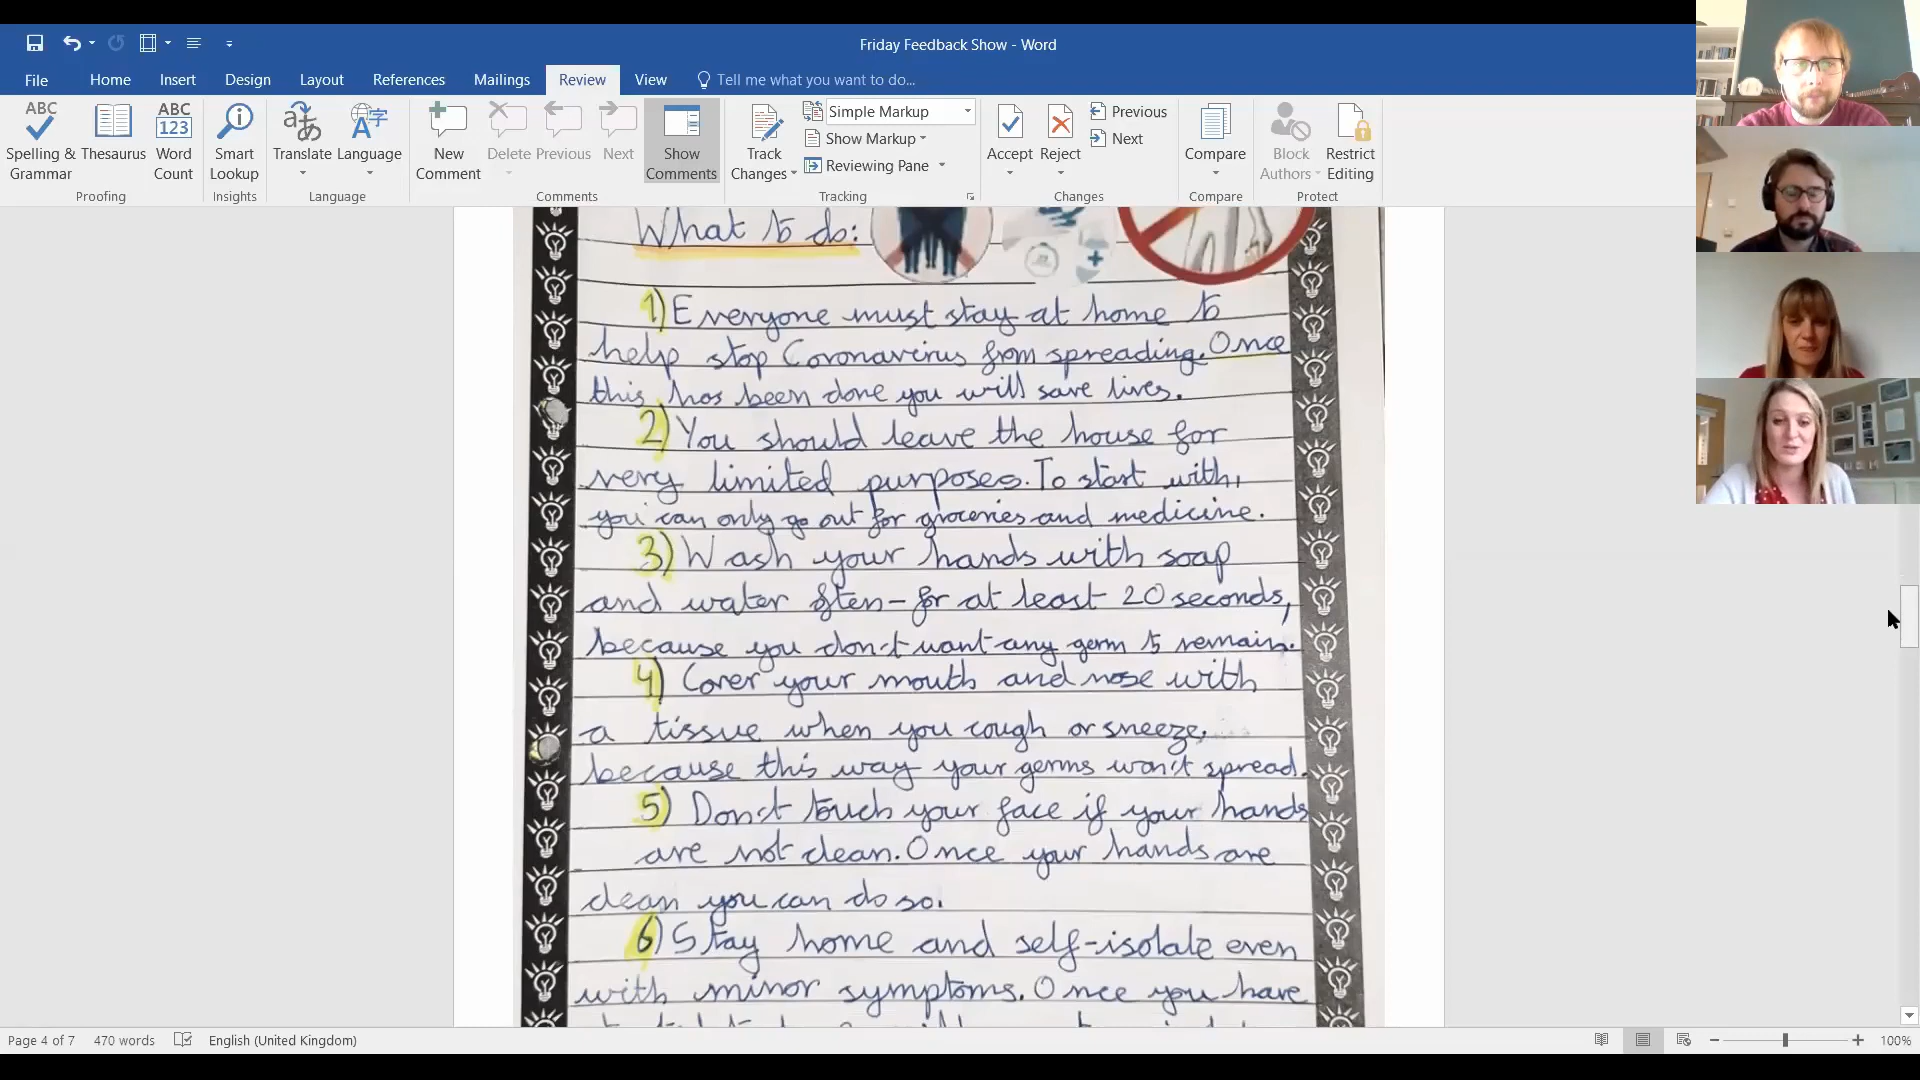 Friday Feedback Show - Word
File Home Insert Design Layout References Mailings Review View Tell me what you want to do...
ABC Spelling & Grammar
Thesaurus
ABC 123 Word Count
Proofing
Smart Lookup
Insights
Translate
Language
Language
New Comment
Delete
Previous
Next
Show Comments
Comments
Track Changes
Simple Markup
Show Markup
Reviewing Pane
Tracking
Accept
Reject
Previous
Next
Changes
Compare
Compare
Block Authors
Restrict Editing
Protect
What to do:
1) Everyone must stay at home to
help stop Coronavirus from spreading. Once
this has been done you will save lives.
2) You should leave the house for
very limited purposes. To start with,
you can only go out for groceries and medicine.
3) Wash your hands with soap
and water often - for at least 20 seconds,
because you don't want any germ to remain.
4) Cover your mouth and nose with
a tissue when you cough or sneeze,
because this way your germs won't spread.
5) Don't touch your face if your hands
are not clean. Once your hands are
clean you can do so.
6) Stay home and self-isolate even
with minor symptoms. Once you have
Page 4 of 7 470 words English (United Kingdom) 100%